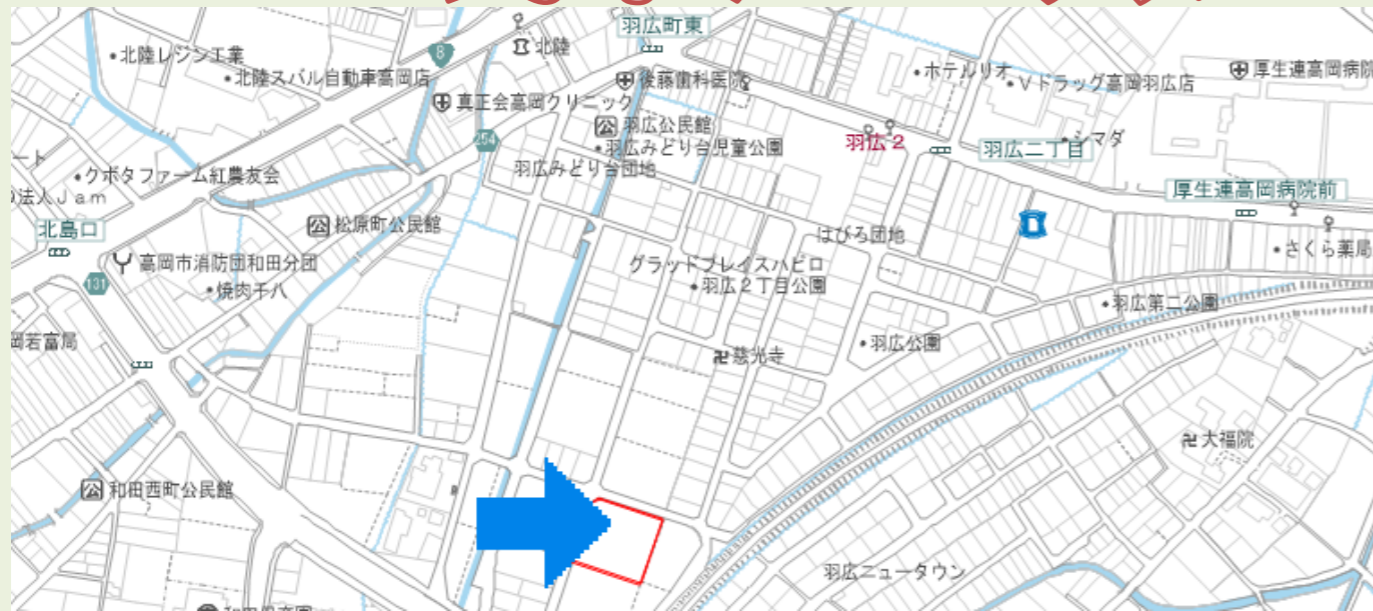 羽広町東
北陸
8
北陸レジン工業
北陸スバル自動車高岡店
後藤歯科医院
ホテルリオ
Vドラッグ高岡羽広店
厚生連高岡病院
真正会高岡クリニック
羽広公民館
254
羽広みどり台児童公園
羽広2
シマダ
羽広二丁目
羽広みどり台団地
クボタファーム紅農友会
法人Jam
厚生連高岡病院前
松原町公民館
北島口
はびろ団地
さくら薬局
高岡市消防団和田分団
グラッドプレイスハビロ
131
焼肉千八
羽広2丁目公園
羽広第二公園
岡若富局
羽広公園
慈光寺
大福院
和田西町公民館
羽広ニュータウン